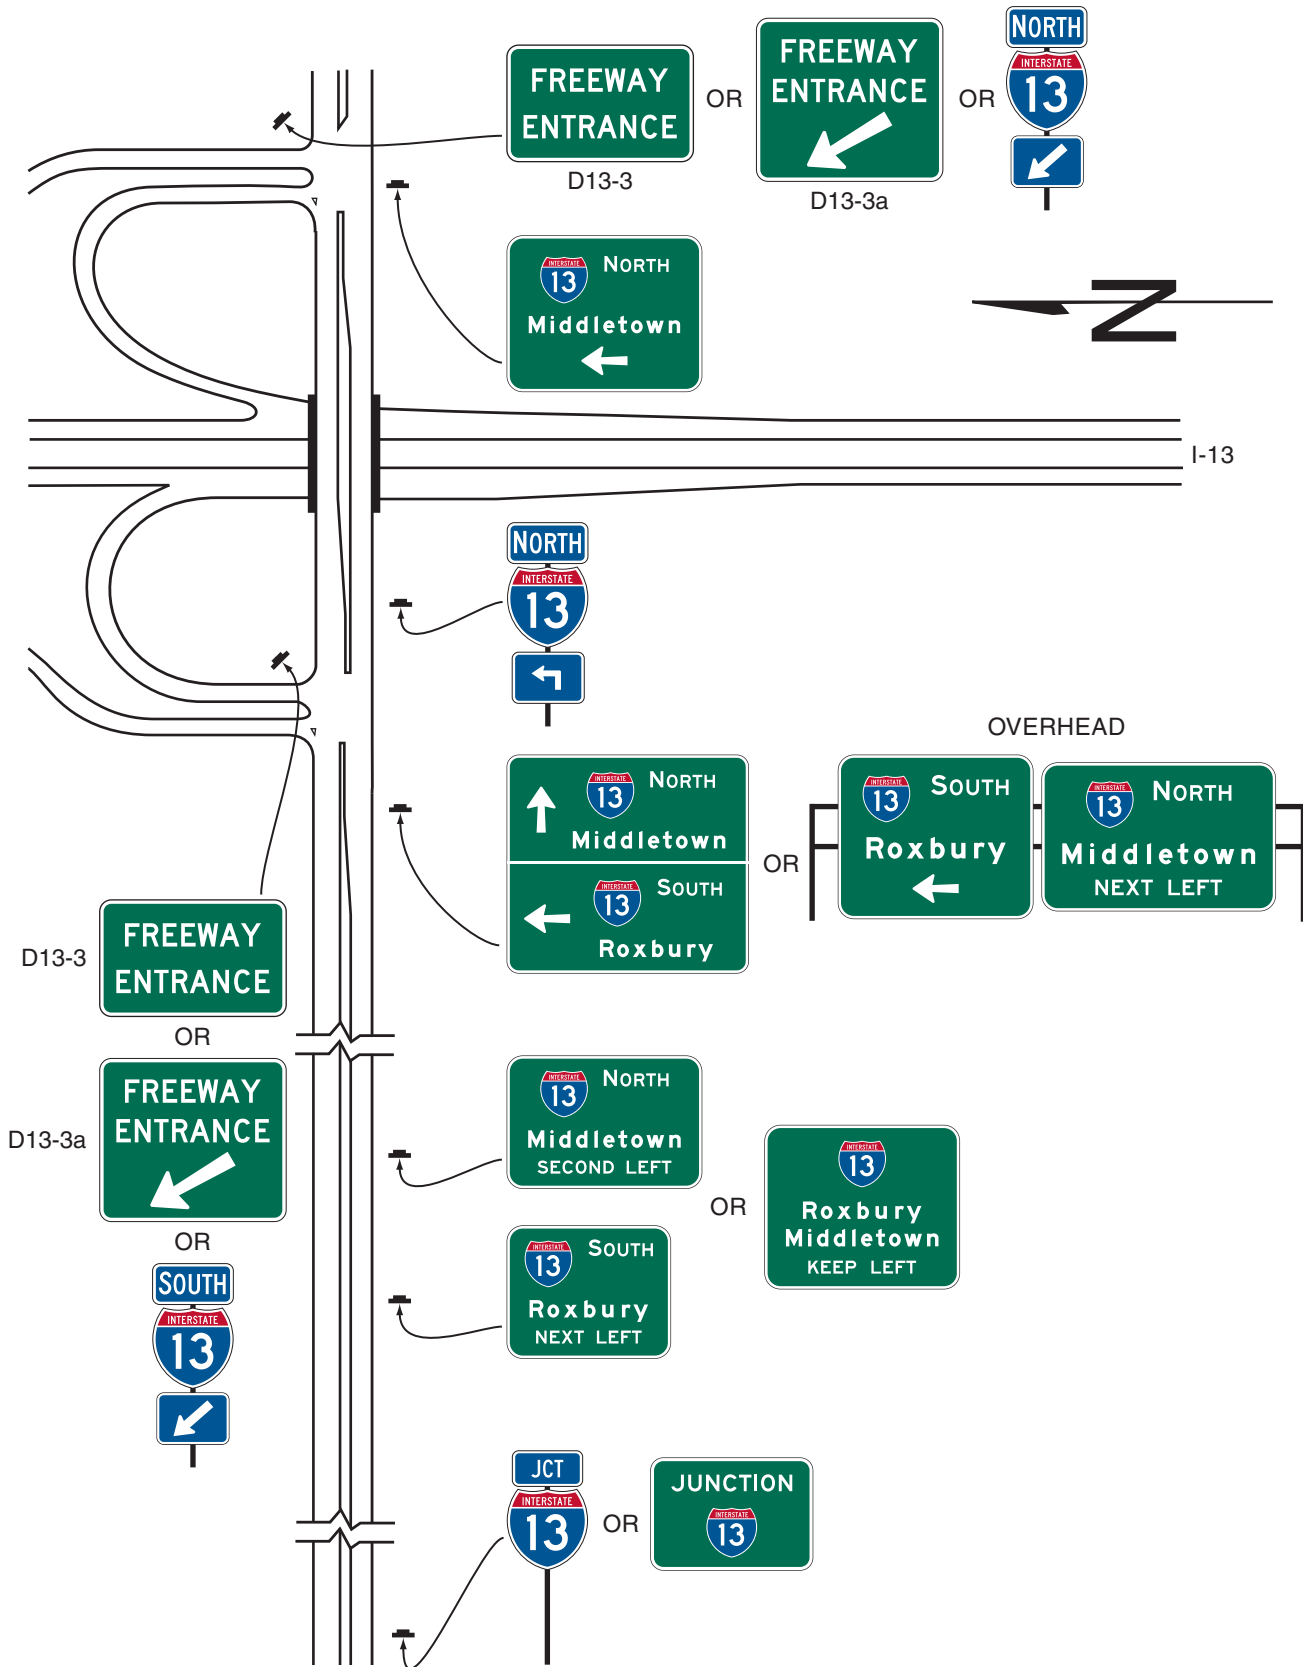 FREEWAY
ENTRANCE
D13-3
OR
FREEWAY
ENTRANCE
D13-3a
OR
NORTH
INTERSTATE
13
INTERSTATE
13
NORTH
Middletown
N
I-13
NORTH
INTERSTATE
13
INTERSTATE
13
NORTH
Middletown
INTERSTATE
13
SOUTH
Roxbury
OR
OVERHEAD
INTERSTATE
13
SOUTH
Roxbury
INTERSTATE
13
NORTH
Middletown
NEXT LEFT
D13-3
FREEWAY
ENTRANCE
OR
D13-3a
FREEWAY
ENTRANCE
OR
SOUTH
INTERSTATE
13
INTERSTATE
13
NORTH
Middletown
SECOND LEFT
INTERSTATE
13
SOUTH
Roxbury
NEXT LEFT
OR
INTERSTATE
13
Roxbury
Middletown
KEEP LEFT
JCT
INTERSTATE
13
OR
JUNCTION
INTERSTATE
13